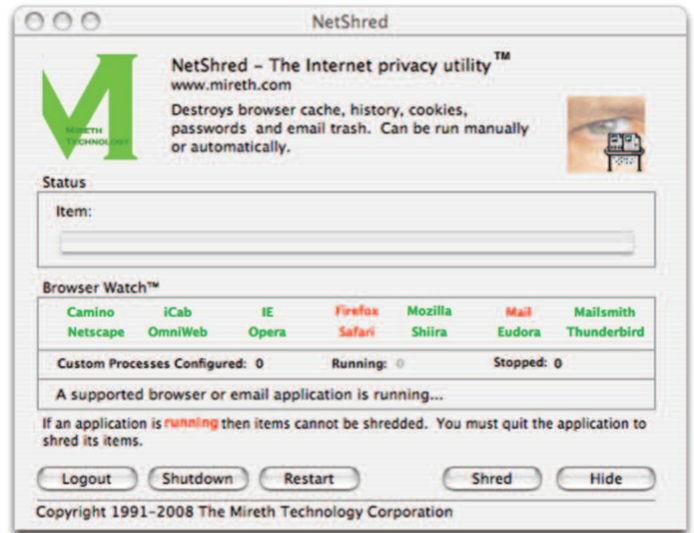 NetShred
NetShred – The Internet privacy utility™
www.mireth.com
Destroys browser cache, history, cookies,
passwords and email trash. Can be run manually
or automatically.
MIRETH
TECHNOLOGY
Status
Item:
Browser Watch™
Camino iCab IE Firefox Mozilla Mail Mailsmith
Netscape OmniWeb Opera Safari Shiira Eudora Thunderbird
Custom Processes Configured: 0 Running: 0 Stopped: 0
A supported browser or email application is running...
If an application is running then items cannot be shredded. You must quit the application to
shred its items.
Logout Shutdown Restart Shred Hide
Copyright 1991–2008 The Mireth Technology Corporation